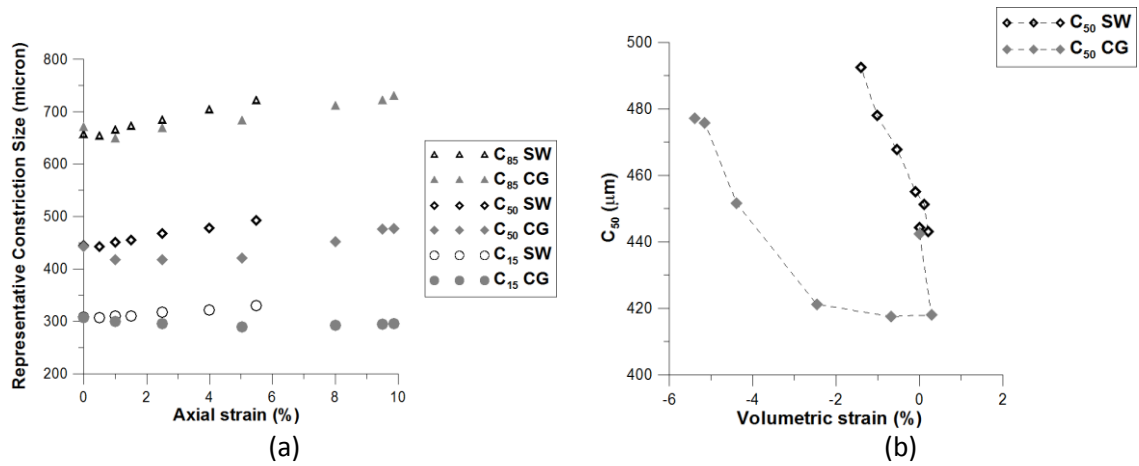 800
700
600
500
400
300
200
Representative Constriction Size (micron)
0 2 4 6 8 10
Axial strain (%)
C85 SW
C85 CG
C50 SW
C50 CG
C15 SW
C15 CG
(a)
C50 SW
C50 CG
500
480
460
440
420
400
C50 (μm)
-6 -4 -2 0 2
Volumetric strain (%)
(b)